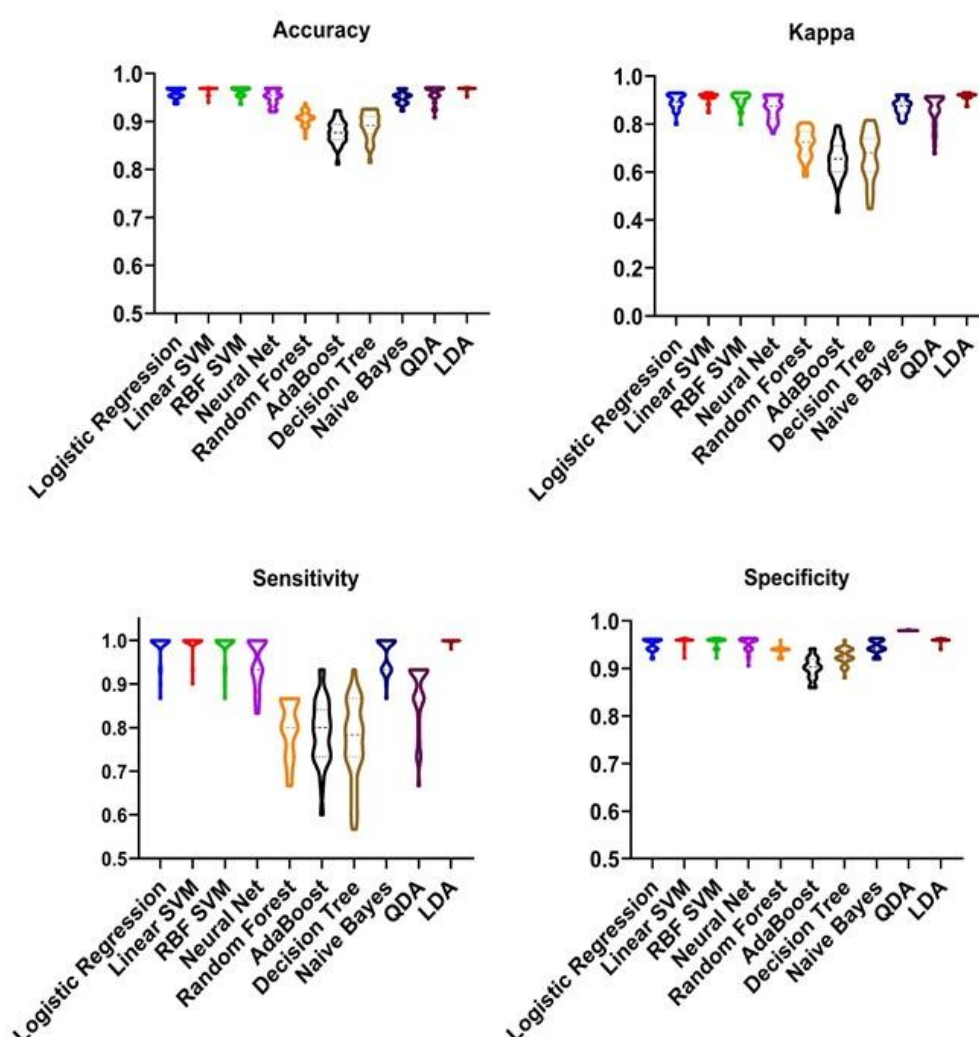 Accuracy
1.0
0.9
0.8
0.7
0.6
0.5
Logistic Regression
Linear SVM
RBF SVM
Neural Net
Random Forest
AdaBoost
Decision Tree
Naive Bayes
QDA
LDA
Kappa
1.0
0.8
0.6
0.4
0.2
0.0
Logistic Regression
Linear SVM
RBF SVM
Neural Net
Random Forest
AdaBoost
Decision Tree
Naive Bayes
QDA
LDA
Sensitivity
1.0
0.9
0.8
0.7
0.6
0.5
Logistic Regression
Linear SVM
RBF SVM
Neural Net
Random Forest
AdaBoost
Decision Tree
Naive Bayes
QDA
LDA
Specificity
1.0
0.9
0.8
0.7
0.6
0.5
Logistic Regression
Linear SVM
RBF SVM
Neural Net
Random Forest
AdaBoost
Decision Tree
Naive Bayes
QDA
LDA